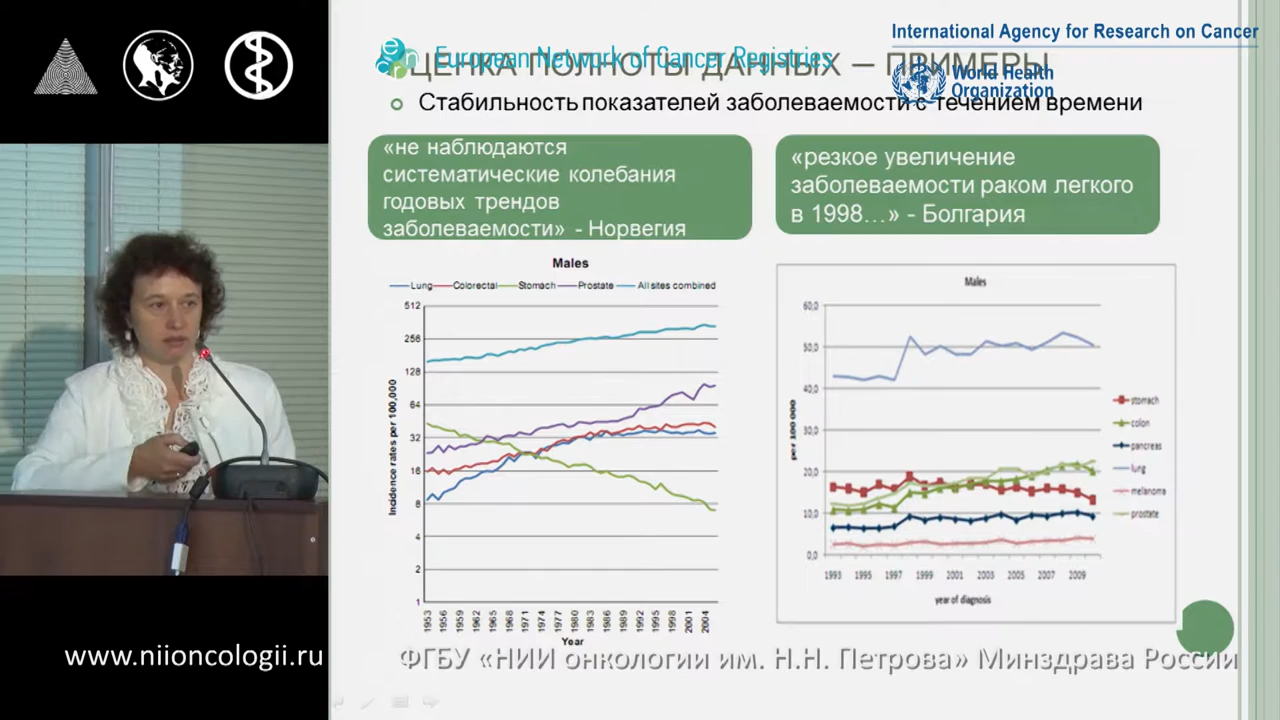 International Agency for Research on Cancer
European Network of Cancer Registries
ЦЕНКА ПОЛНОТЫ ДАННЫХ – ПРИМЕРЫ
World Health
Organization
Стабильность показателей заболеваемости с течением времени
«не наблюдаются
систематические колебания
годовых трендов
заболеваемости» - Норвегия
«резкое увеличение
заболеваемости раком легкого
в 1998…» - Болгария
Males
Lung Colorectal Stomach Prostate All sites combined
Incidence rates per 100,000
512
256
128
64
32
16
8
4
2
1
1953 1956 1959 1962 1965 1968 1971 1974 1977 1980 1983 1986 1989 1992 1995 1998 2001 2004
Year
Males
per 100 000
60,0
50,0
40,0
30,0
20,0
10,0
0,0
1993 1995 1997 1999 2001 2003 2005 2007 2009
year of diagnosis
stomach
colon
pancreas
lung
melanoma
prostate
www.niioncologii.ru
ФГБУ «НИИ онкологии им. Н.Н. Петрова» Минздрава России